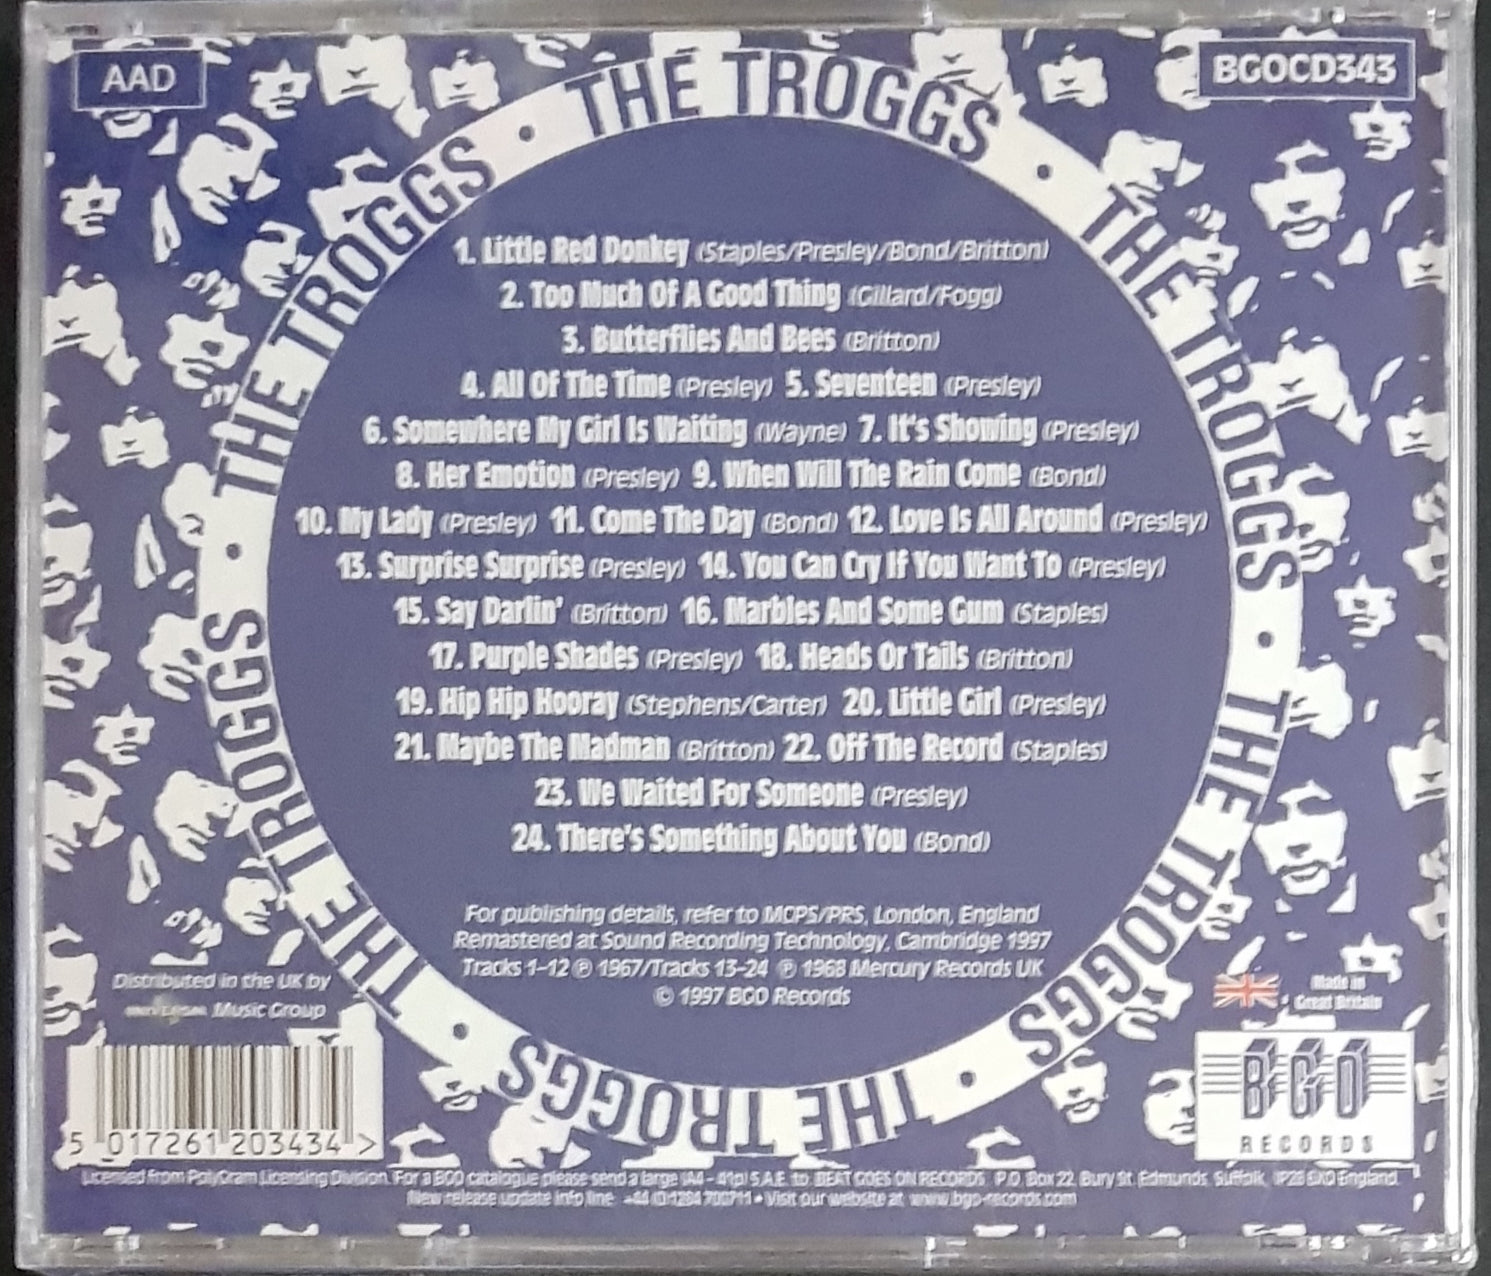 AAD
BGOCD343
THE TROGGS • THE TROGGS • THE TROGGS • THE TROGGS • THE TROGGS • THE TROGGS •
1. Little Red Donkey (Staples/Presley/Bond/Britton)
2. Too Much Of A Good Thing (Gillard/Fogg)
3. Butterflies And Bees (Britton)
4. All Of The Time (Presley) 5. Seventeen (Presley)
6. Somewhere My Girl Is Waiting (Wayne) 7. It's Showing (Presley)
8. Her Emotion (Presley) 9. When Will The Rain Come (Bond)
10. My Lady (Presley) 11. Come The Day (Bond) 12. Love Is All Around (Presley)
13. Surprise Surprise (Presley) 14. You Can Cry If You Want To (Presley)
15. Say Darlin' (Britton) 16. Marbles And Some Gum (Staples)
17. Purple Shades (Presley) 18. Heads Or Tails (Britton)
19. Hip Hip Hooray (Stephens/Carter) 20. Little Girl (Presley)
21. Maybe The Madman (Britton) 22. Off The Record (Staples)
23. We Waited For Someone (Presley)
24. There's Something About You (Bond)
For publishing details, refer to MCPS/PRS, London, England
Remastered at Sound Recording Technology, Cambridge 1997
Tracks 1-12 ℗ 1967/Tracks 13-24 ℗ 1968 Mercury Records UK
© 1997 BGO Records
Distributed in the UK by
Music Group
Made in
Great Britain
BGO
RECORDS
5 017261 203434 >
Licensed from PolyGram Licensing Division. For a BGO catalogue please send a large (A4 - 41p) S.A.E. to: BEAT GOES ON RECORDS P.O. Box 22, Bury St. Edmunds, Suffolk, IP28 6XQ England.
New release update info line: +44 (0)1284 700711 • Visit our website at: www.bgo-records.com